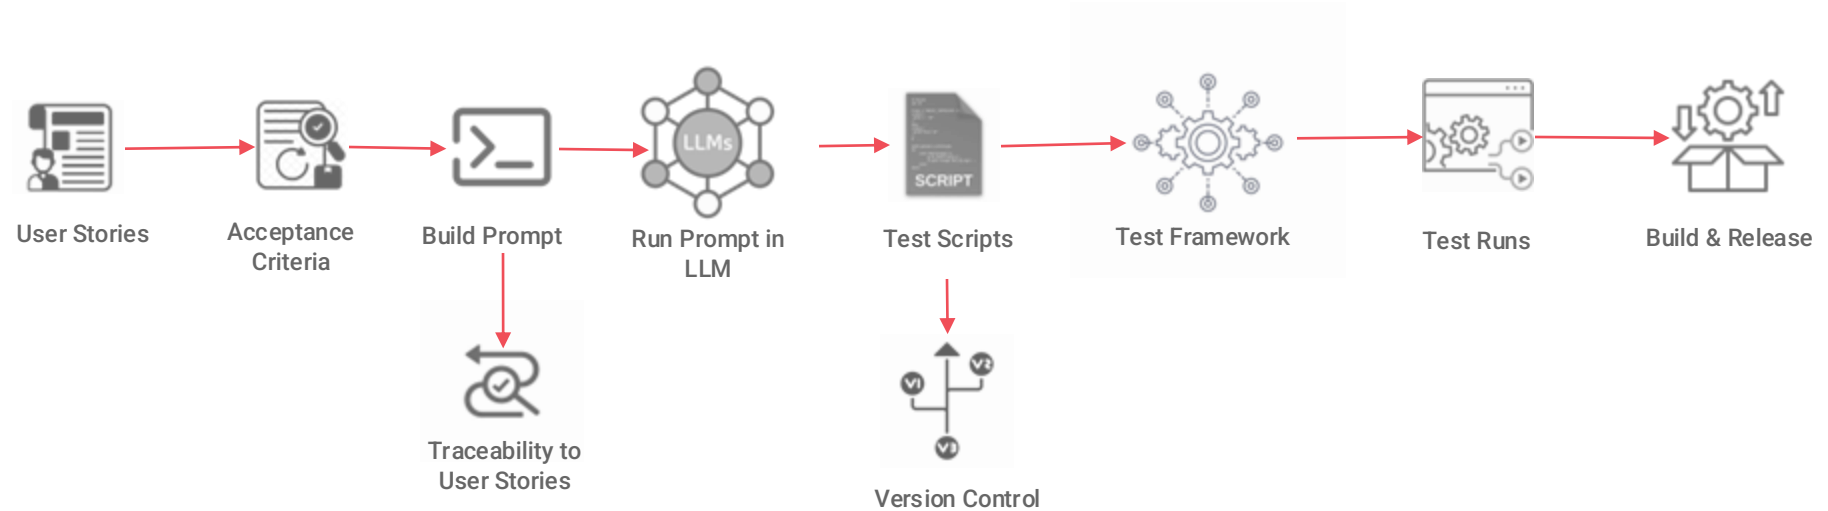 LLMs
SCRIPT
User Stories
Acceptance
Criteria
Build Prompt
Run Prompt in
LLM
Test Scripts
Test Framework
Test Runs
Build & Release
V1
V2
V3
Traceability to
User Stories
Version Control